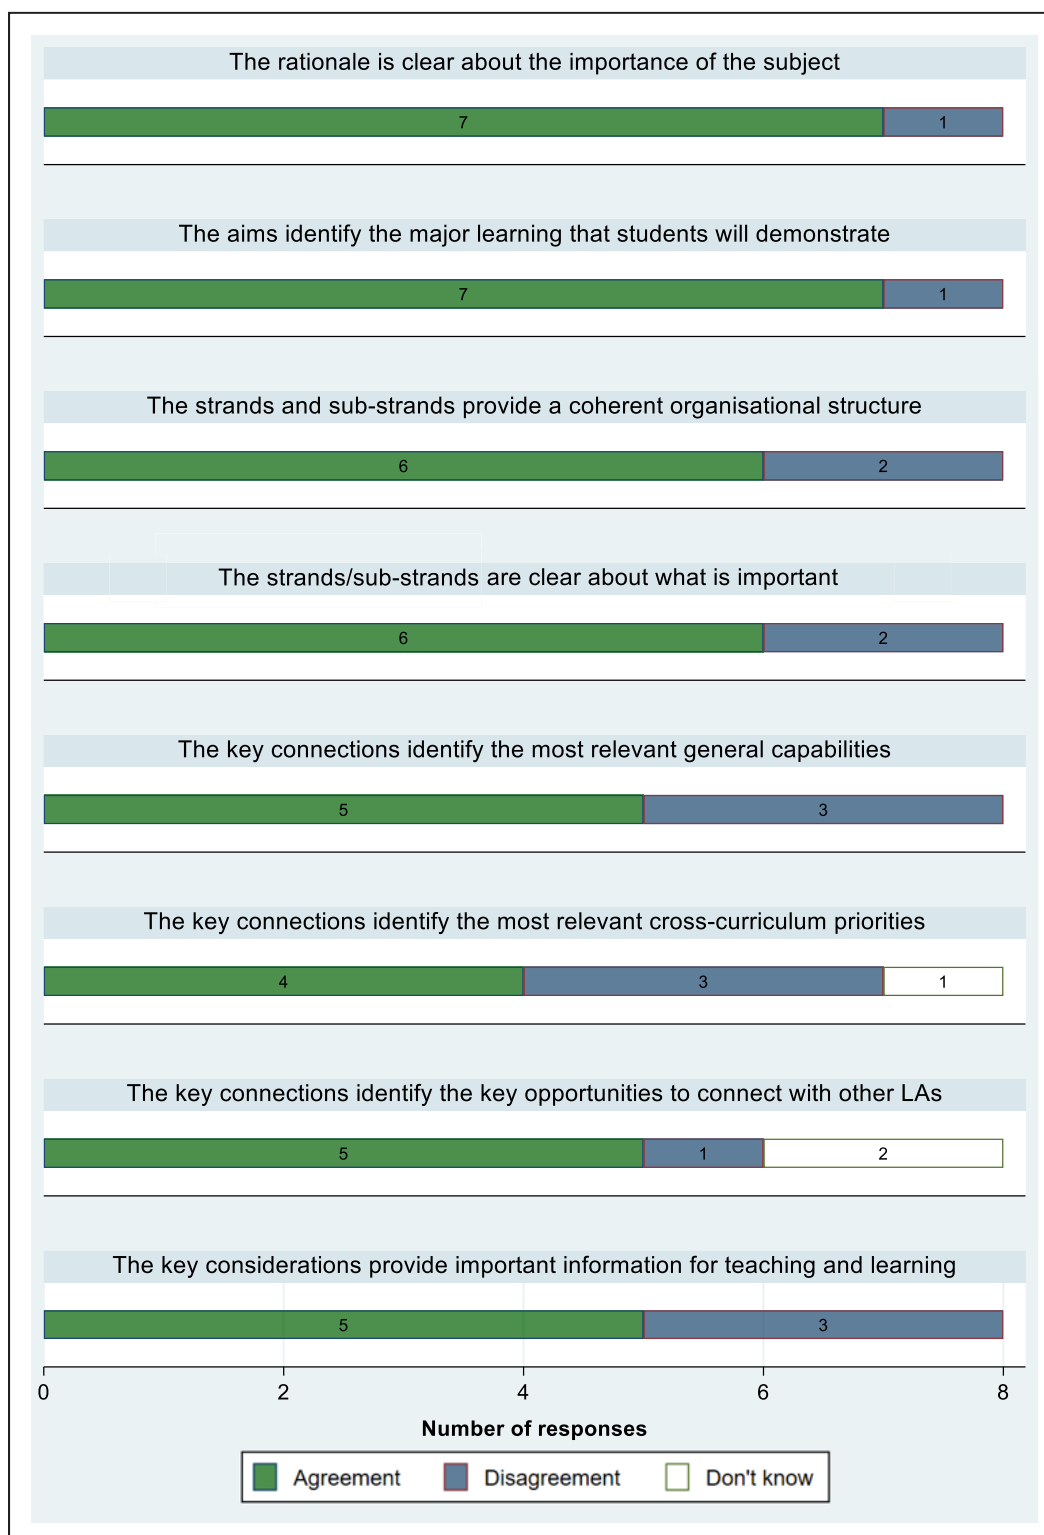 The rationale is clear about the importance of the subject
7 1
The aims identify the major learning that students will demonstrate
7 1
The strands and sub-strands provide a coherent organisational structure
6 2
The strands/sub-strands are clear about what is important
6 2
The key connections identify the most relevant general capabilities
5 3
The key connections identify the most relevant cross-curriculum priorities
4 3 1
The key connections identify the key opportunities to connect with other LAs
5 1 2
The key considerations provide important information for teaching and learning
5 3
0 2 4 6 8
Number of responses
Agreement Disagreement Don't know